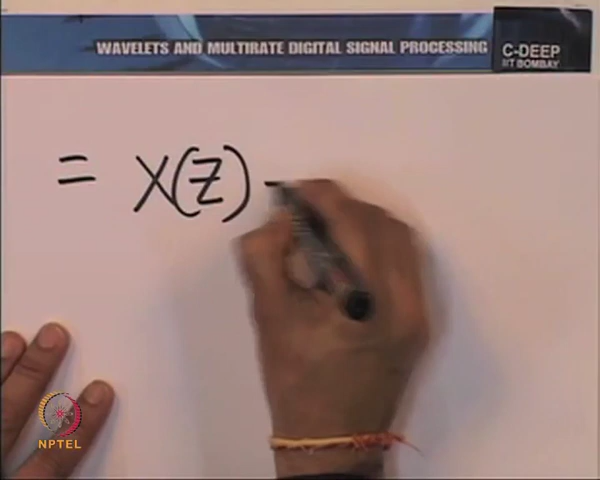 WAVELETS AND MULTIRATE DIGITAL SIGNAL PROCESSING
C-DEEP
IIT BOMBAY
= X(Z) -
NPTEL